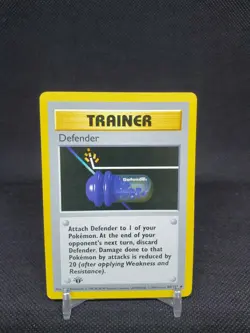 TRAINER
Defender
Defender
Attach Defender to 1 of your
Pokémon. At the end of your
opponent's next turn, discard
Defender. Damage done to that
Pokémon by attacks is reduced by
20 (after applying Weakness and
Resistance).